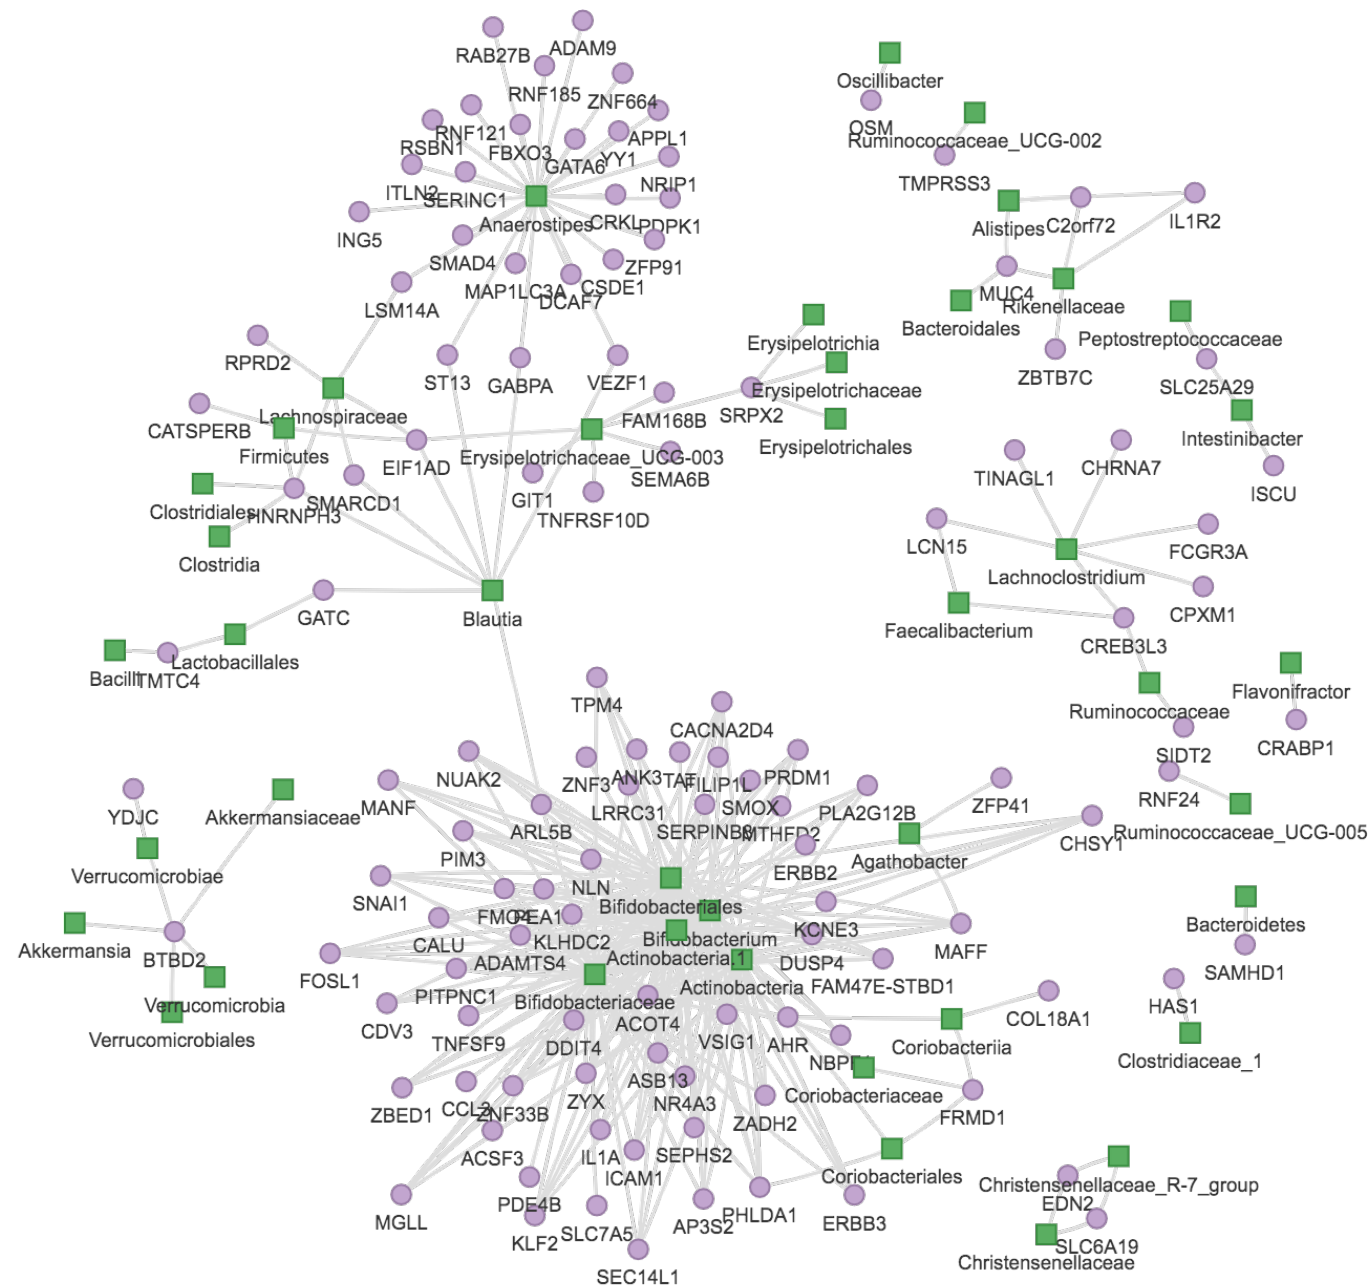 RAB27B
ADAM9
RNF185
ZNF664
Oscillibacter
OSM
RNF121
RSBN1
FBXO3
GATA6
YY1
APPL1
Ruminococcaceae_UCG-002
TMPRSS3
ITLN2
SERINC1
NRIP1
ING5
Anaerostipes
CRKL
PDPK1
Alistipes
C2orf72
IL1R2
SMAD4
MAP1LC3A
DCAF7
CSDE1
ZFP91
LSM14A
MUC4
Rikenellaceae
Bacteroidales
Erysipelotrichia
Peptostreptococcaceae
RPRD2
ST13
GABPA
VEZF1
ZBTB7C
SLC25A29
Erysipelotrichaceae
Lachnospiraceae
FAM168B
SRPX2
CATSPERB
Firmicutes
EIF1AD
Erysipelotrichaceae_UCG-003
Erysipelotrichales
Intestinibacter
SEMA6B
TINAGL1
CHRNA7
ISCU
Clostridiales
HNRNPH3
SMARCD1
GIT1
TNFRSF10D
LCN15
FCGR3A
Clostridia
Lachnoclostridium
GATC
Blautia
Faecalibacterium
CPXM1
CREB3L3
Bacilli
TMTC4
Lactobacillales
Flavonifractor
TPM4
CACNA2D4
Ruminococcaceae
SIDT2
CRABP1
NUAK2
ZNF3
ANK3
TAT
FILIP1L
PRDM1
MANF
LRRC31
SMOX
PLA2G12B
ZFP41
RNF24
YDJC
Akkermansiaceae
ARL5B
SERPINB8
MTHFD2
Ruminococcaceae_UCG-005
PIM3
ERBB2
Agathobacter
CHSY1
Verrucomicrobiae
SNAI1
NLN
FMO4
PEA15
Bifidobacteriales
Bacteroidetes
Akkermansia
BTBD2
CALU
KLHDC2
Bifidobacterium
KCNE3
MAFF
SAMHD1
FOSL1
ADAMTS4
Actinobacteria.1
DUSP4
Verrucomicrobia
PITPNC1
Bifidobacteriaceae
Actinobacteria
FAM47E-STBD1
HAS1
Verrucomicrobiales
CDV3
TNFSF9
DDIT4
ACOT4
VSIG1
AHR
COL18A1
Coriobacteriia
Clostridiaceae_1
ZBED1
CCL3
ZNF33B
ZYX
ASB13
NR4A3
ZADH2
Coriobacteriaceae
FRMD1
ACSF3
IL1A
ICAM1
SEPHS2
Coriobacteriales
Christensenellaceae_R-7_group
EDN2
MGLL
PDE4B
KLF2
SLC7A5
AP3S2
PHLDA1
ERBB3
SLC6A19
Christensenellaceae
SEC14L1